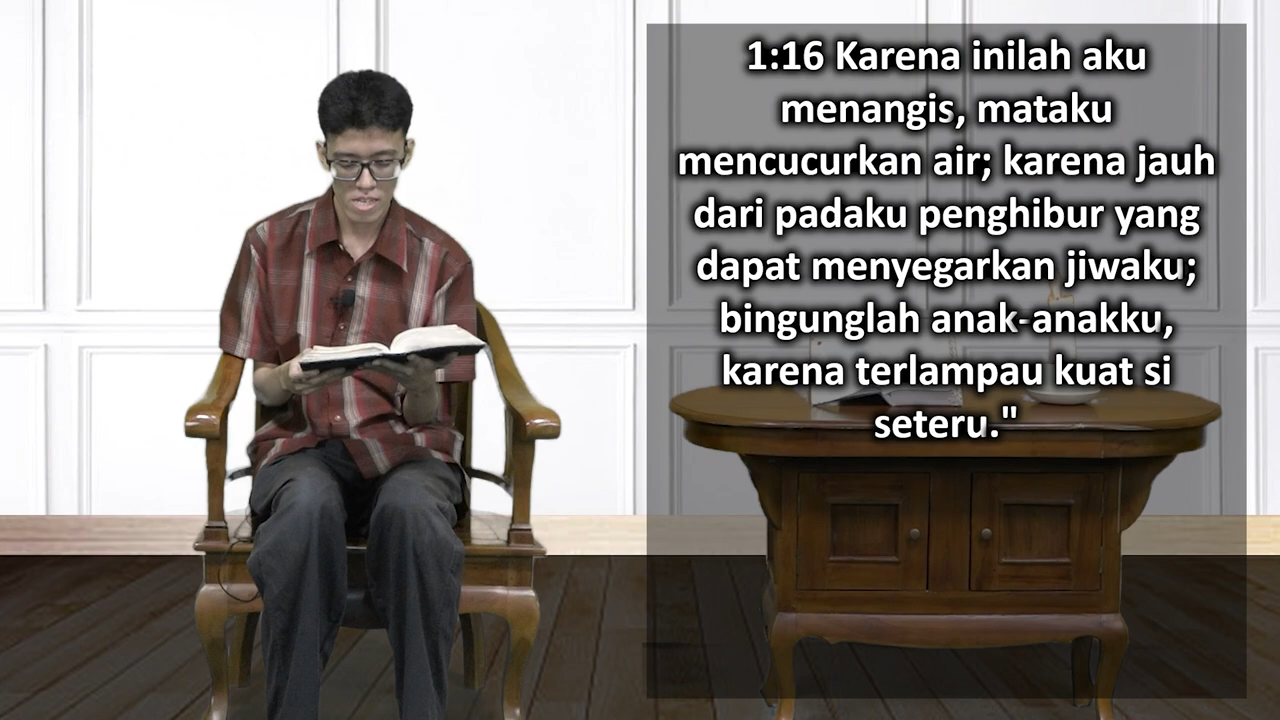 1:16 Karena inilah aku
menangis, mataku
mencucurkan air; karena jauh
dari padaku penghibur yang
dapat menyegarkan jiwaku;
bingunglah anak-anakku,
karena terlampau kuat si
seteru."